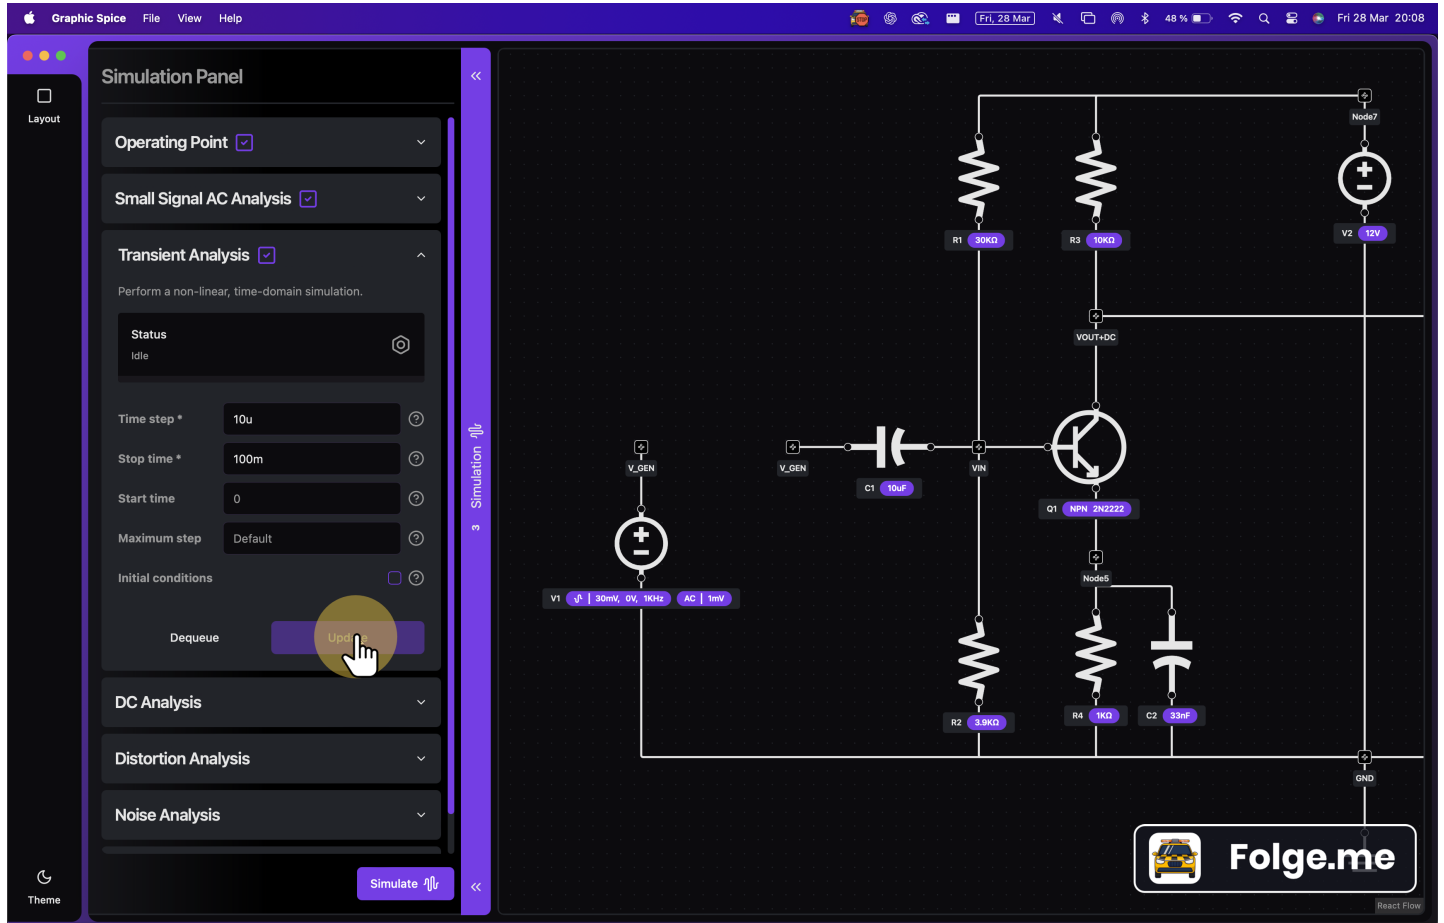 Graphic Spice File View Help
Fri, 28 Mar
48 %
Fri 28 Mar 20:08
Layout
Simulation Panel
Operating Point
Small Signal AC Analysis
Transient Analysis
Perform a non-linear, time-domain simulation.
Status
Idle
Time step * 10u
Stop time * 100m
Start time 0
Maximum step Default
Initial conditions
Dequeue Update
DC Analysis
Distortion Analysis
Noise Analysis
Simulate
Theme
3 Simulation
Node7
R1 30KΩ
R3 10KΩ
V2 12V
VOUT+DC
V_GEN
V_GEN
VIN
C1 10uF
Q1 NPN 2N2222
Node5
V1 30mV, 0V, 1KHz AC 1mV
R2 3.9KΩ
R4 1KΩ
C2 33nF
GND
Folge.me
React Flow